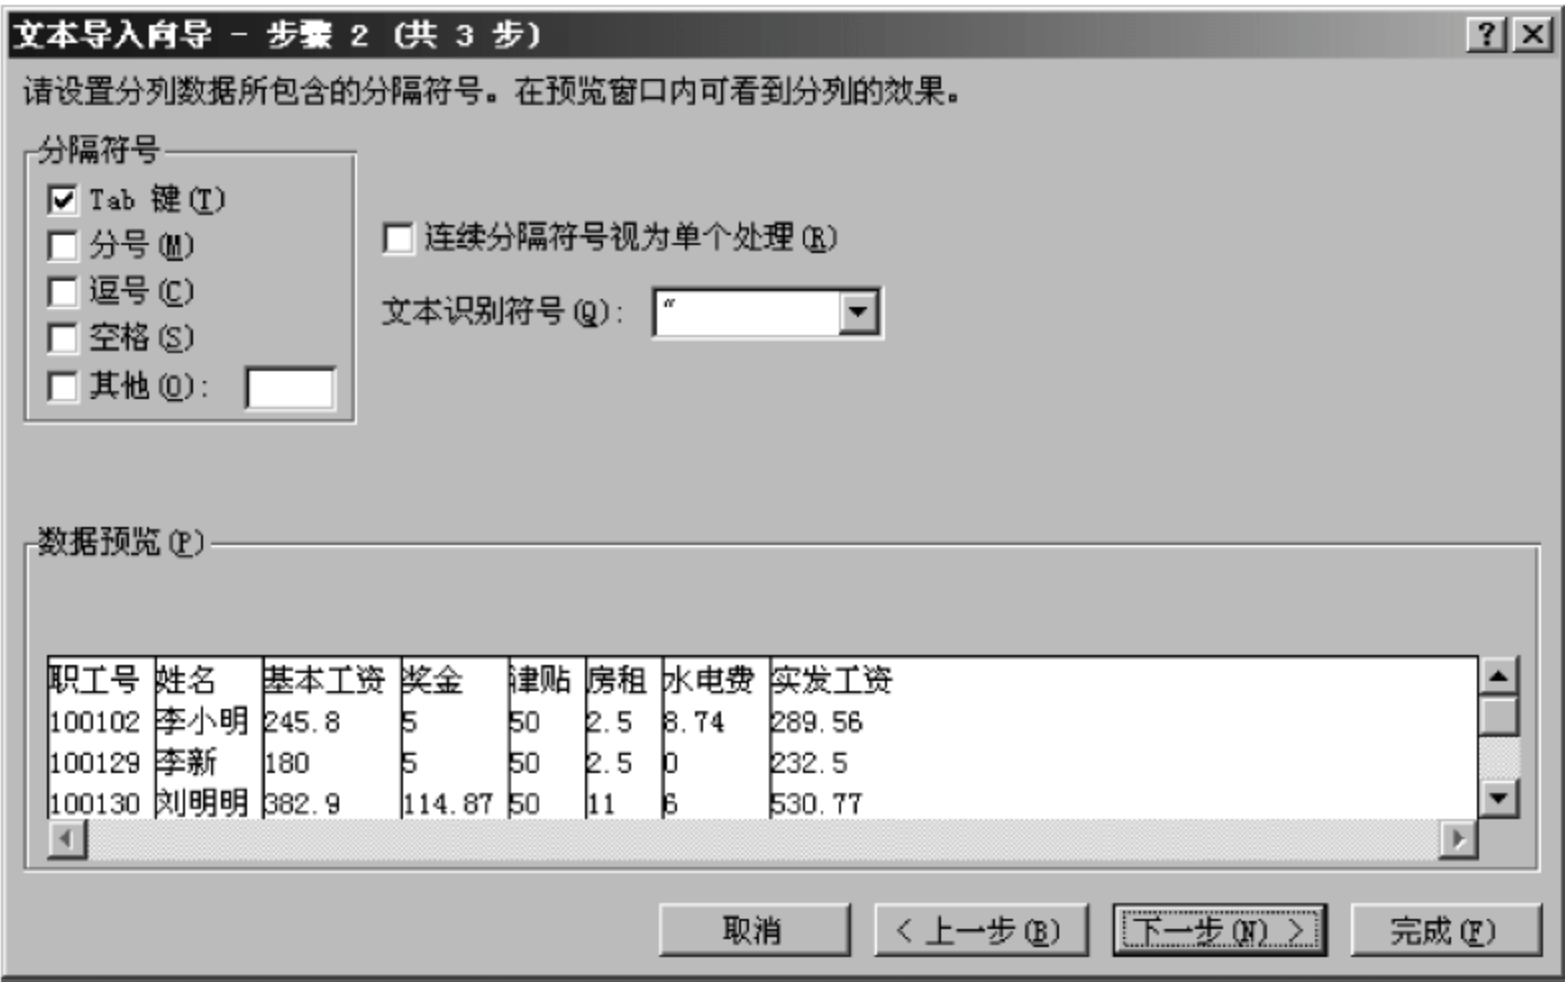 文本导入向导 - 步骤 2 (共 3 步)
请设置分列数据所包含的分隔符号。在预览窗口内可看到分列的效果。
分隔符号
Tab 键(T)
分号(M)
逗号(C)
空格(S)
其他(O):
连续分隔符号视为单个处理(R)
文本识别符号(Q): "
数据预览(P)
职工号 姓名 基本工资 奖金 津贴 房租 水电费 实发工资
100102 李小明 245.8 5 50 2.5 8.74 289.56
100129 李新 180 5 50 2.5 0 232.5
100130 刘明明 382.9 114.87 50 11 6 530.77
取消 < 上一步(B) 下一步(N) > 完成(F)